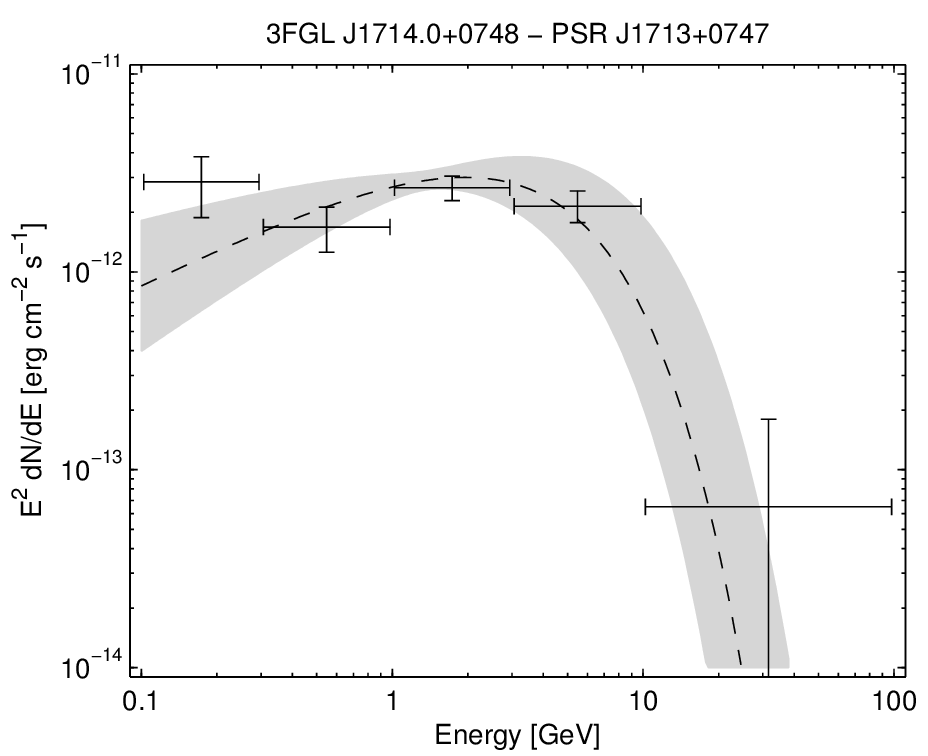 3FGL J1714.0+0748 − PSR J1713+0747
10⁻¹¹
10⁻¹²
10⁻¹³
10⁻¹⁴
E² dN/dE [erg cm⁻² s⁻¹]
0.1 1 10 100
Energy [GeV]